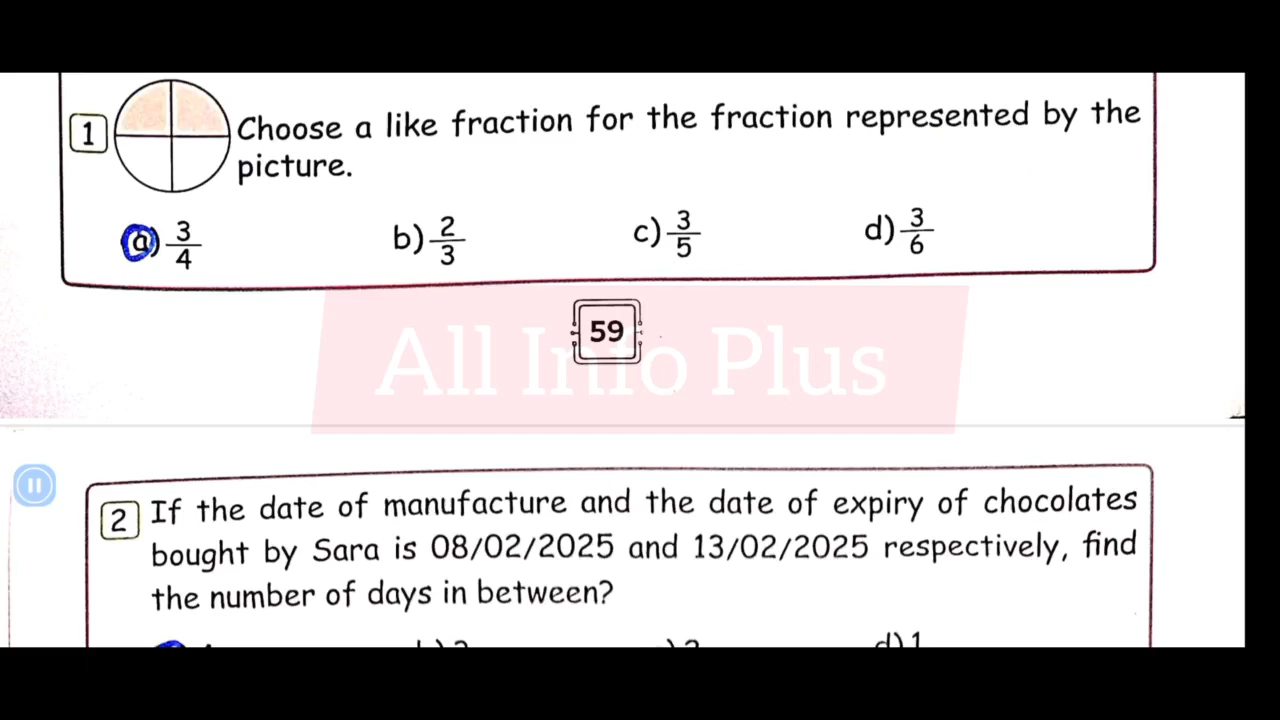 1 Choose a like fraction for the fraction represented by the
picture.
a) 3/4 b) 2/3 c) 3/5 d) 3/6
59
All Info Plus
2 If the date of manufacture and the date of expiry of chocolates
bought by Sara is 08/02/2025 and 13/02/2025 respectively, find
the number of days in between?
d) 1